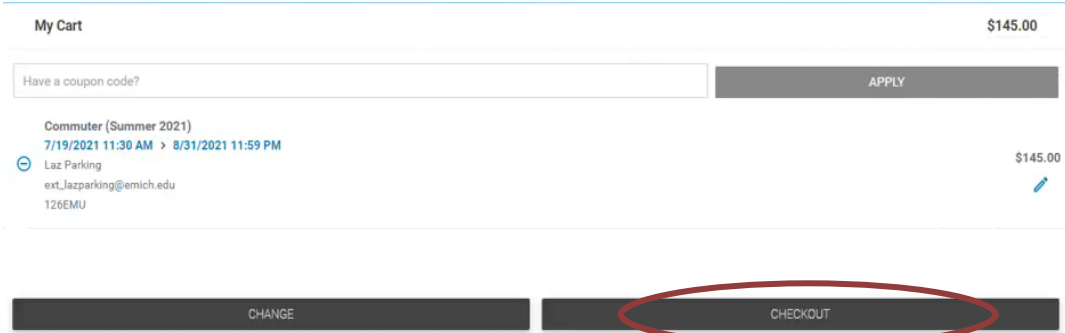 My Cart $145.00
Have a coupon code? APPLY
Commuter (Summer 2021)
7/19/2021 11:30 AM > 8/31/2021 11:59 PM
Laz Parking $145.00
ext_lazparking@emich.edu
126EMU
CHANGE CHECKOUT